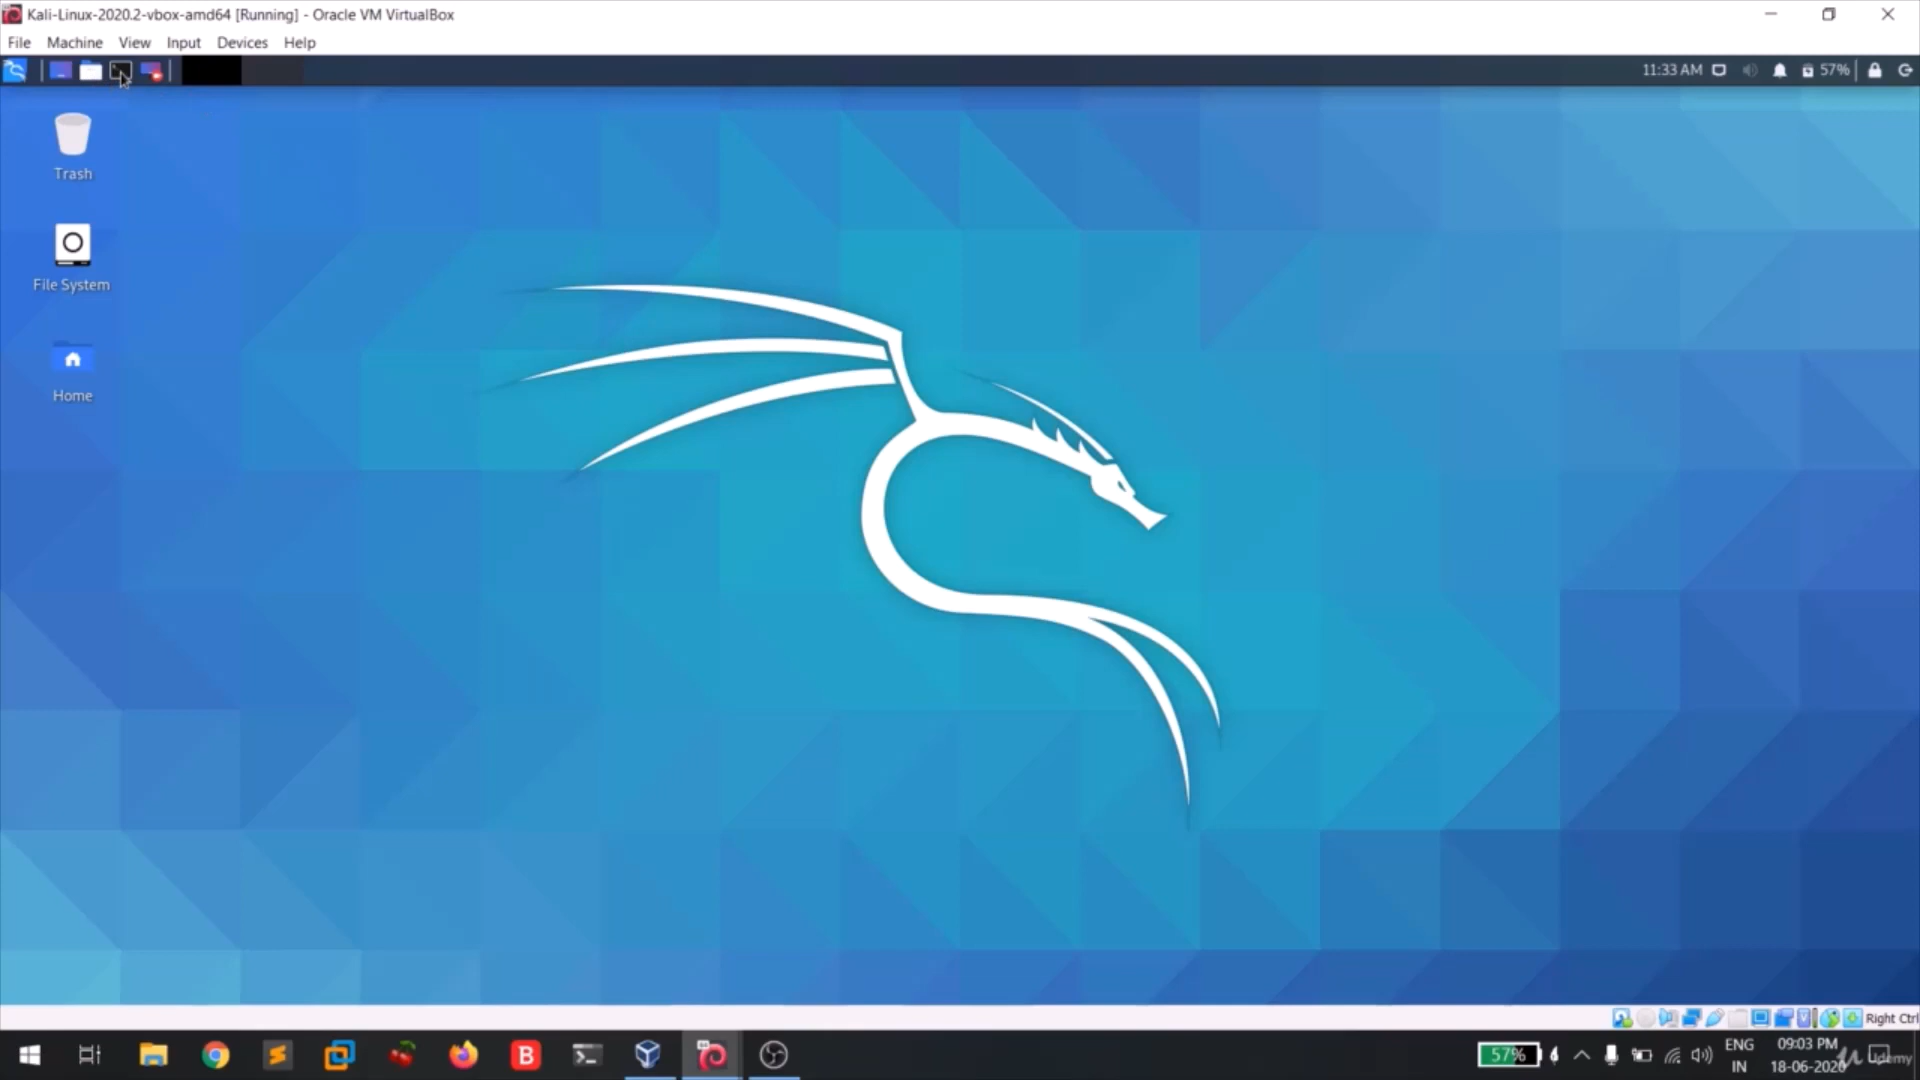 Kali-Linux-2020.2-vbox-amd64 [Running] - Oracle VM VirtualBox
File Machine View Input Devices Help
11:33 AM 57%
Trash
File System
Home
Right Ctrl
B
57% ENG 09:03 PM
IN 18-06-2020
Udemy